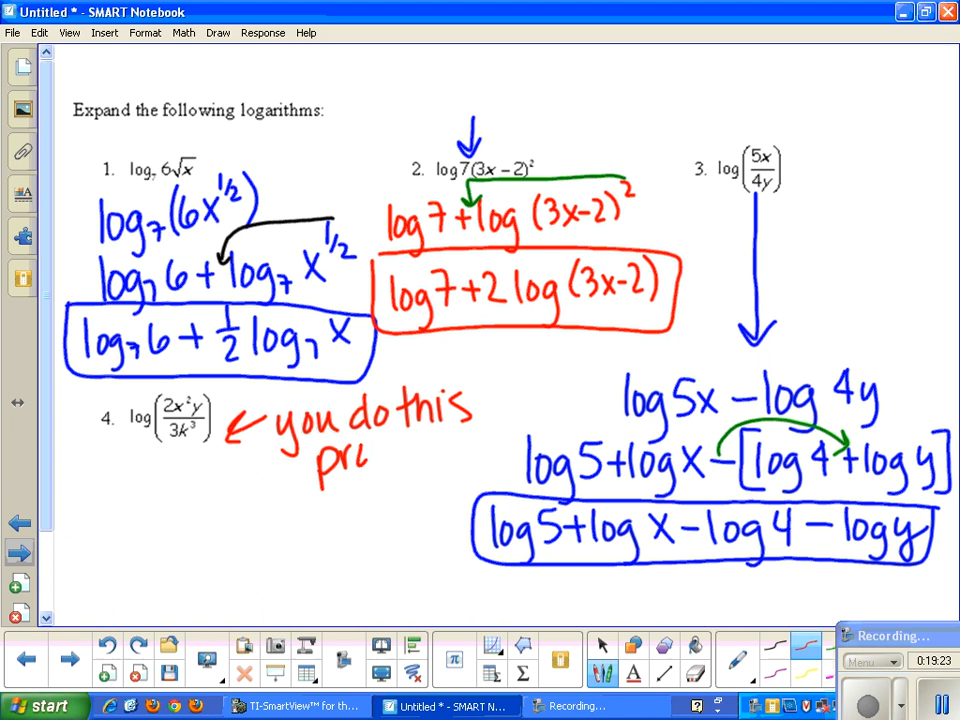 Untitled * - SMART Notebook
File Edit View Insert Format Math Draw Response Help
Expand the following logarithms:
1. log₇ 6√x
log₇(6x^1/2)
log₇ 6 + log₇ x^1/2
log₇ 6 + 1/2 log₇ x
2. log 7(3x – 2)²
log 7 + log (3x-2)²
log 7 + 2 log (3x-2)
3. log(5x/4y)
log 5x – log 4y
log 5 + log x – [log 4 + log y]
log 5 + log x – log 4 – log y
4. log(2x²y/3k³)
you do this
pr
Recording...
Menu
0:19:23
start
TI-SmartView™ for th...
Untitled * - SMART N...
Recording...